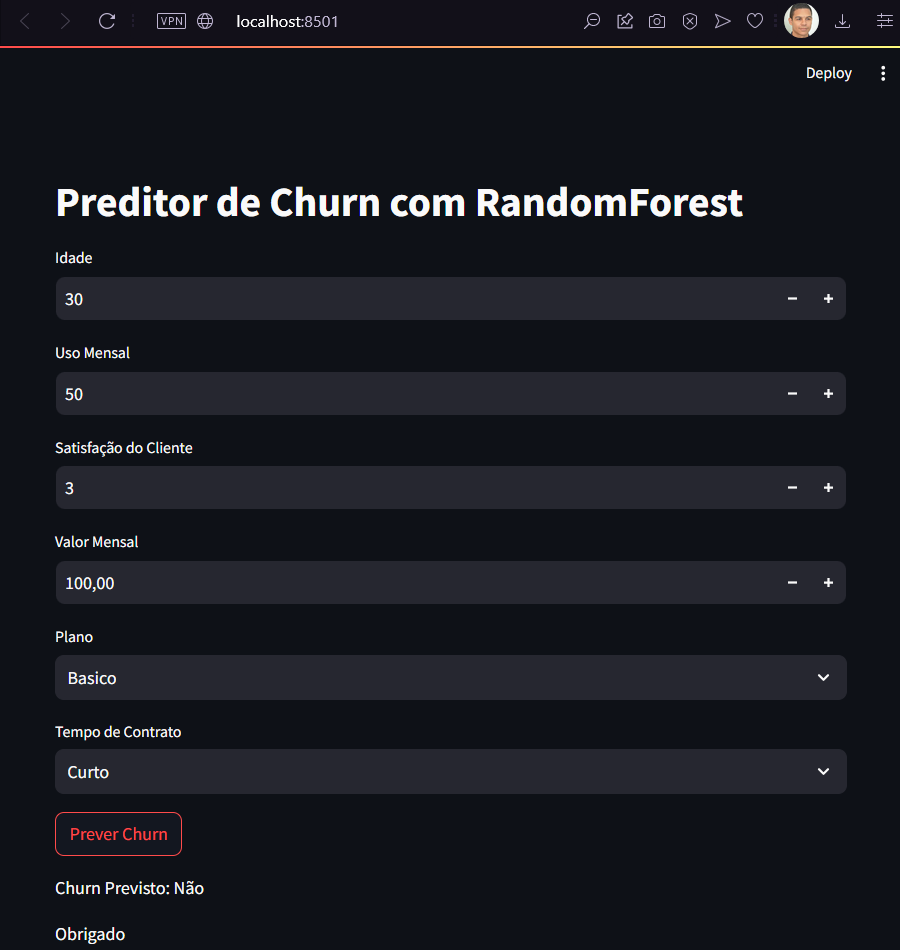 VPN
localhost:8501
Deploy
Preditor de Churn com RandomForest
Idade
30
Uso Mensal
50
Satisfação do Cliente
3
Valor Mensal
100,00
Plano
Basico
Tempo de Contrato
Curto
Prever Churn
Churn Previsto: Não
Obrigado